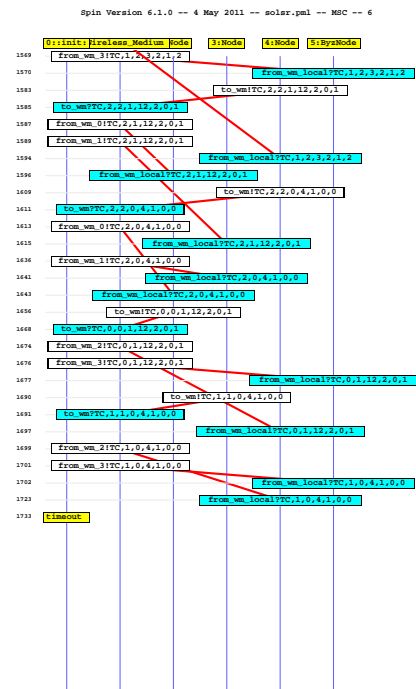 Spin Version 6.1.0 -- 4 May 2011 -- solsr.pml -- MSC -- 6
0::init: Wireless_Medium Node 3:Node 4:Node 5:ByzNode
1569 from_wm_3!TC,1,2,3,2,1,2
1570 from_wm_local?TC,1,2,3,2,1,2
1583 to_wm!TC,2,2,1,12,2,0,1
1585 to_wm?TC,2,2,1,12,2,0,1
1587 from_wm_0!TC,2,1,12,2,0,1
1589 from_wm_1!TC,2,1,12,2,0,1
1594 from_wm_local?TC,1,2,3,2,1,2
1596 from_wm_local?TC,2,1,12,2,0,1
1609 to_wm!TC,2,2,0,4,1,0,0
1611 to_wm?TC,2,2,0,4,1,0,0
1613 from_wm_0!TC,2,0,4,1,0,0
1615 from_wm_local?TC,2,1,12,2,0,1
1636 from_wm_1!TC,2,0,4,1,0,0
1641 from_wm_local?TC,2,0,4,1,0,0
1643 from_wm_local?TC,2,0,4,1,0,0
1656 to_wm!TC,0,0,1,12,2,0,1
1668 to_wm?TC,0,0,1,12,2,0,1
1674 from_wm_2!TC,0,1,12,2,0,1
1676 from_wm_3!TC,0,1,12,2,0,1
1677 from_wm_local?TC,0,1,12,2,0,1
1690 to_wm!TC,1,1,0,4,1,0,0
1691 to_wm?TC,1,1,0,4,1,0,0
1697 from_wm_local?TC,0,1,12,2,0,1
1699 from_wm_2!TC,1,0,4,1,0,0
1701 from_wm_3!TC,1,0,4,1,0,0
1702 from_wm_local?TC,1,0,4,1,0,0
1723 from_wm_local?TC,1,0,4,1,0,0
1733 timeout